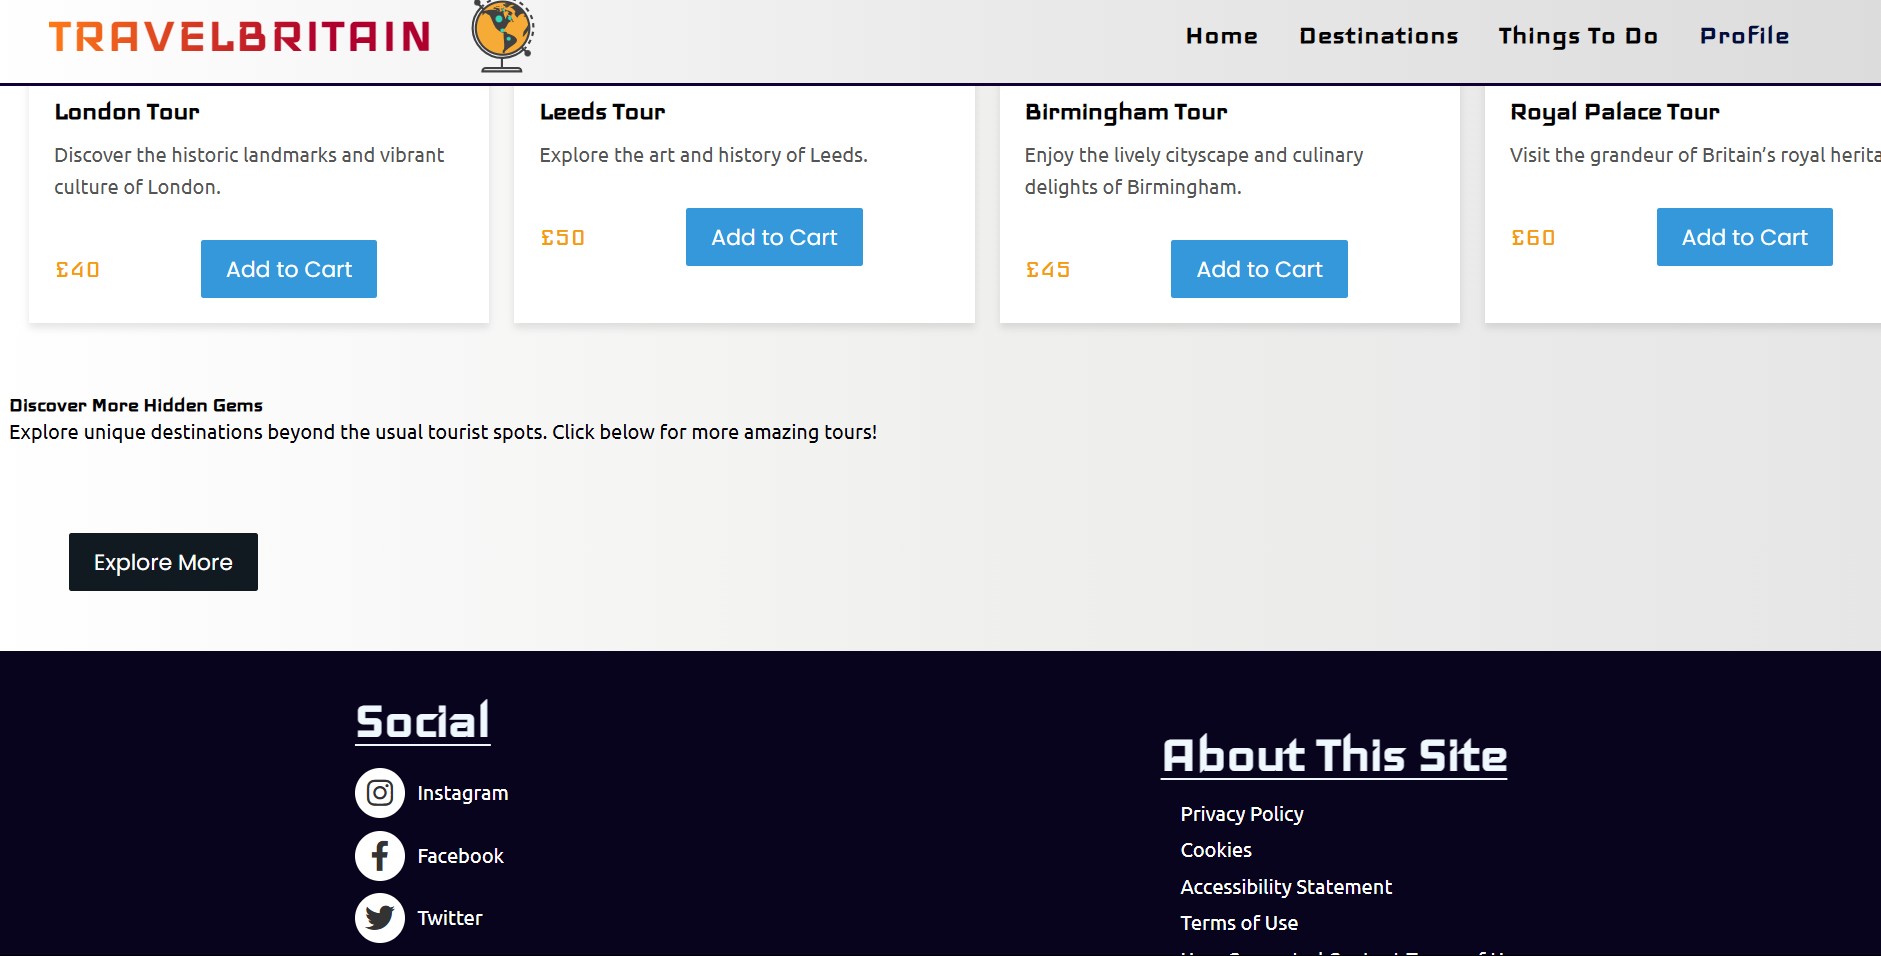 TRAVELBRITAIN
Home Destinations Things To Do Profile
London Tour
Discover the historic landmarks and vibrant
culture of London.
£40 Add to Cart
Leeds Tour
Explore the art and history of Leeds.
£50 Add to Cart
Birmingham Tour
Enjoy the lively cityscape and culinary
delights of Birmingham.
£45 Add to Cart
Royal Palace Tour
Visit the grandeur of Britain's royal
£60 Add to Cart
Discover More Hidden Gems
Explore unique destinations beyond the usual tourist spots. Click below for more amazing tours!
Explore More
Social
Instagram
Facebook
Twitter
About This Site
Privacy Policy
Cookies
Accessibility Statement
Terms of Use